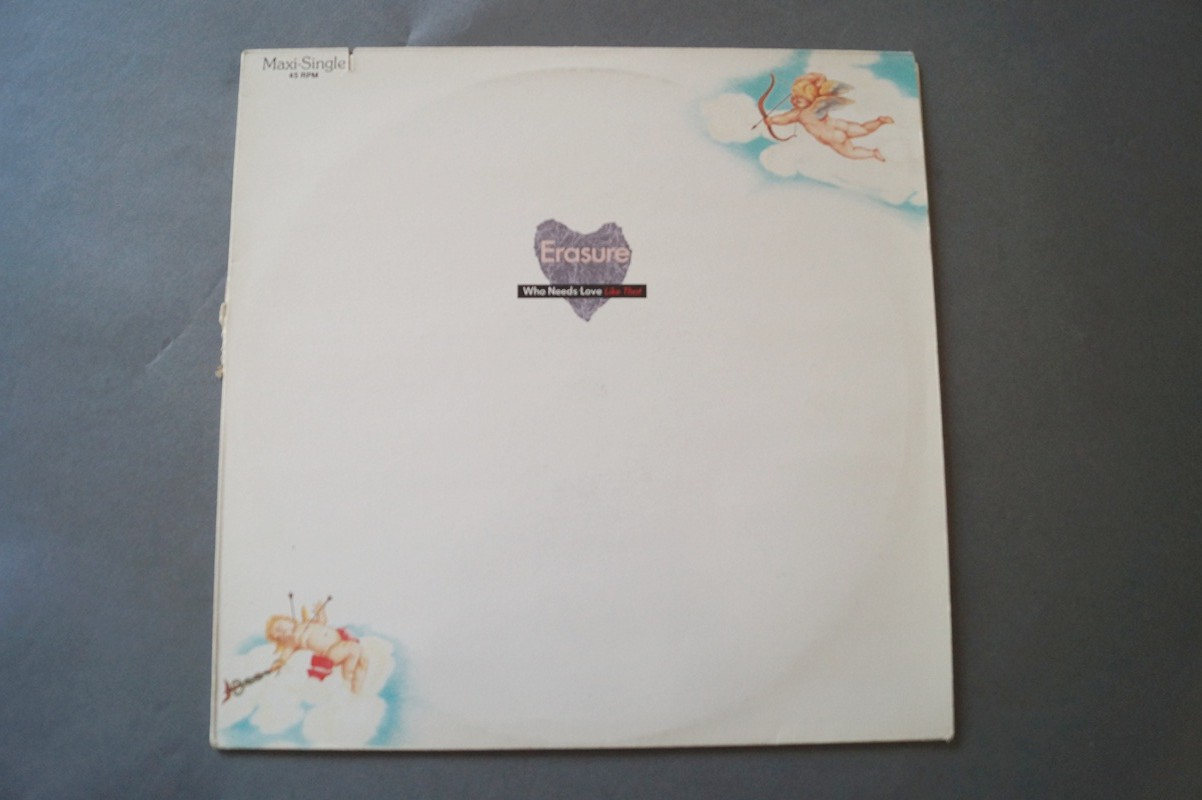 Maxi-Single
45 RPM
Erasure
Who Needs Love Like That